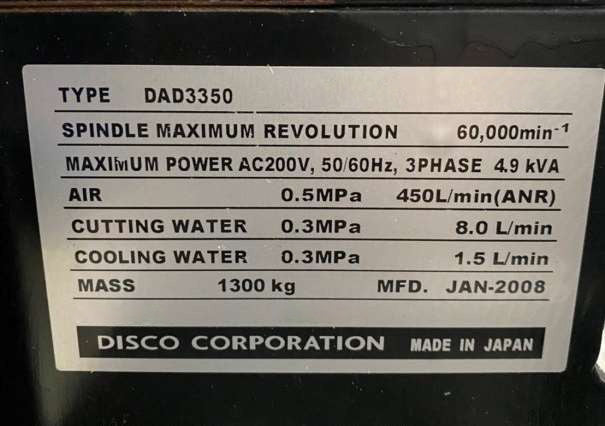 TYPE DAD3350
SPINDLE MAXIMUM REVOLUTION 60,000min⁻¹
MAXIMUM POWER AC200V, 50/60Hz, 3PHASE 4.9 kVA
AIR 0.5MPa 450L/min(ANR)
CUTTING WATER 0.3MPa 8.0 L/min
COOLING WATER 0.3MPa 1.5 L/min
MASS 1300 kg MFD. JAN-2008
DISCO CORPORATION MADE IN JAPAN